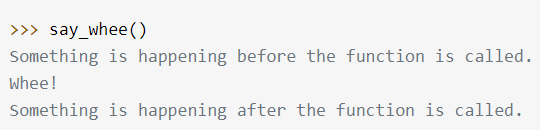 >>> say_whee()
Something is happening before the function is called.
Whee!
Something is happening after the function is called.